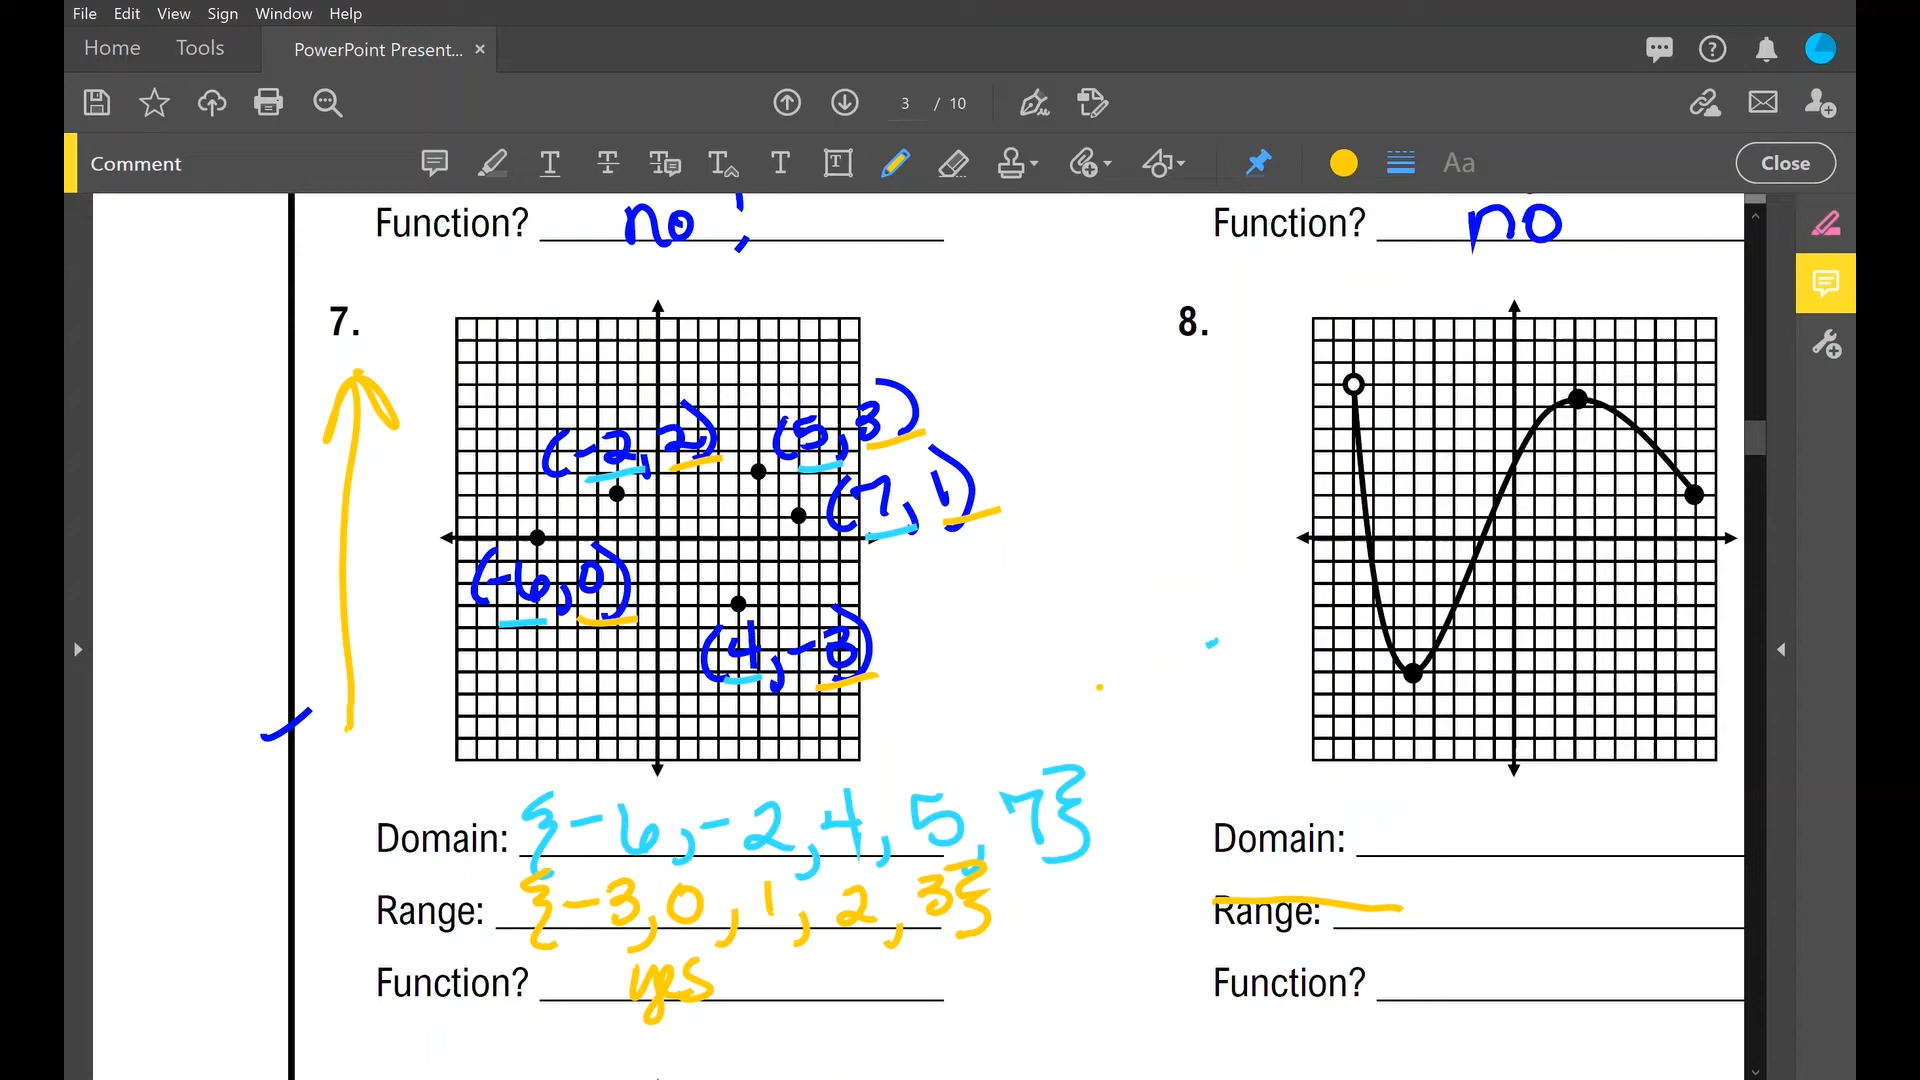 File Edit View Sign Window Help
Home Tools PowerPoint Present... ×
3 / 10
Comment Aa Close
Function? no! Function? no
7. 8.
(-2, 2) (5, 3)
(7, 1)
(-6, 0)
(4, -3)
Domain: {-6, -2, 4, 5, 7} Domain:
Range: {-3, 0, 1, 2, 3} Range:
Function? yes Function?